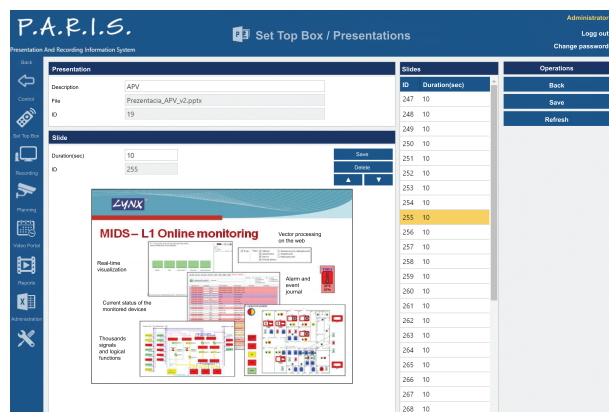 P.A.R.I.S.
Presentation And Recording Information System
Set Top Box / Presentations
Administrator
Logg out
Change password
Back
Control
Set Top Box
Recording
Planning
Video Portal
Reports
Administration
Presentation
Description
APV
File
Prezentacia_APV_v2.pptx
ID
19
Slide
Duration(sec)
10
Save
ID
255
Delete
LYNX
MIDS – L1 Online monitoring
Vector processing
on the web
Real-time
visualization
Alarm and
event
journal
Current status of the
monitored devices
Thousands
signals
and logical
functions
Slides
ID Duration(sec)
247 10
248 10
249 10
250 10
251 10
252 10
253 10
254 10
255 10
256 10
257 10
258 10
259 10
260 10
261 10
262 10
263 10
264 10
265 10
266 10
267 10
268 10
Operations
Back
Save
Refresh